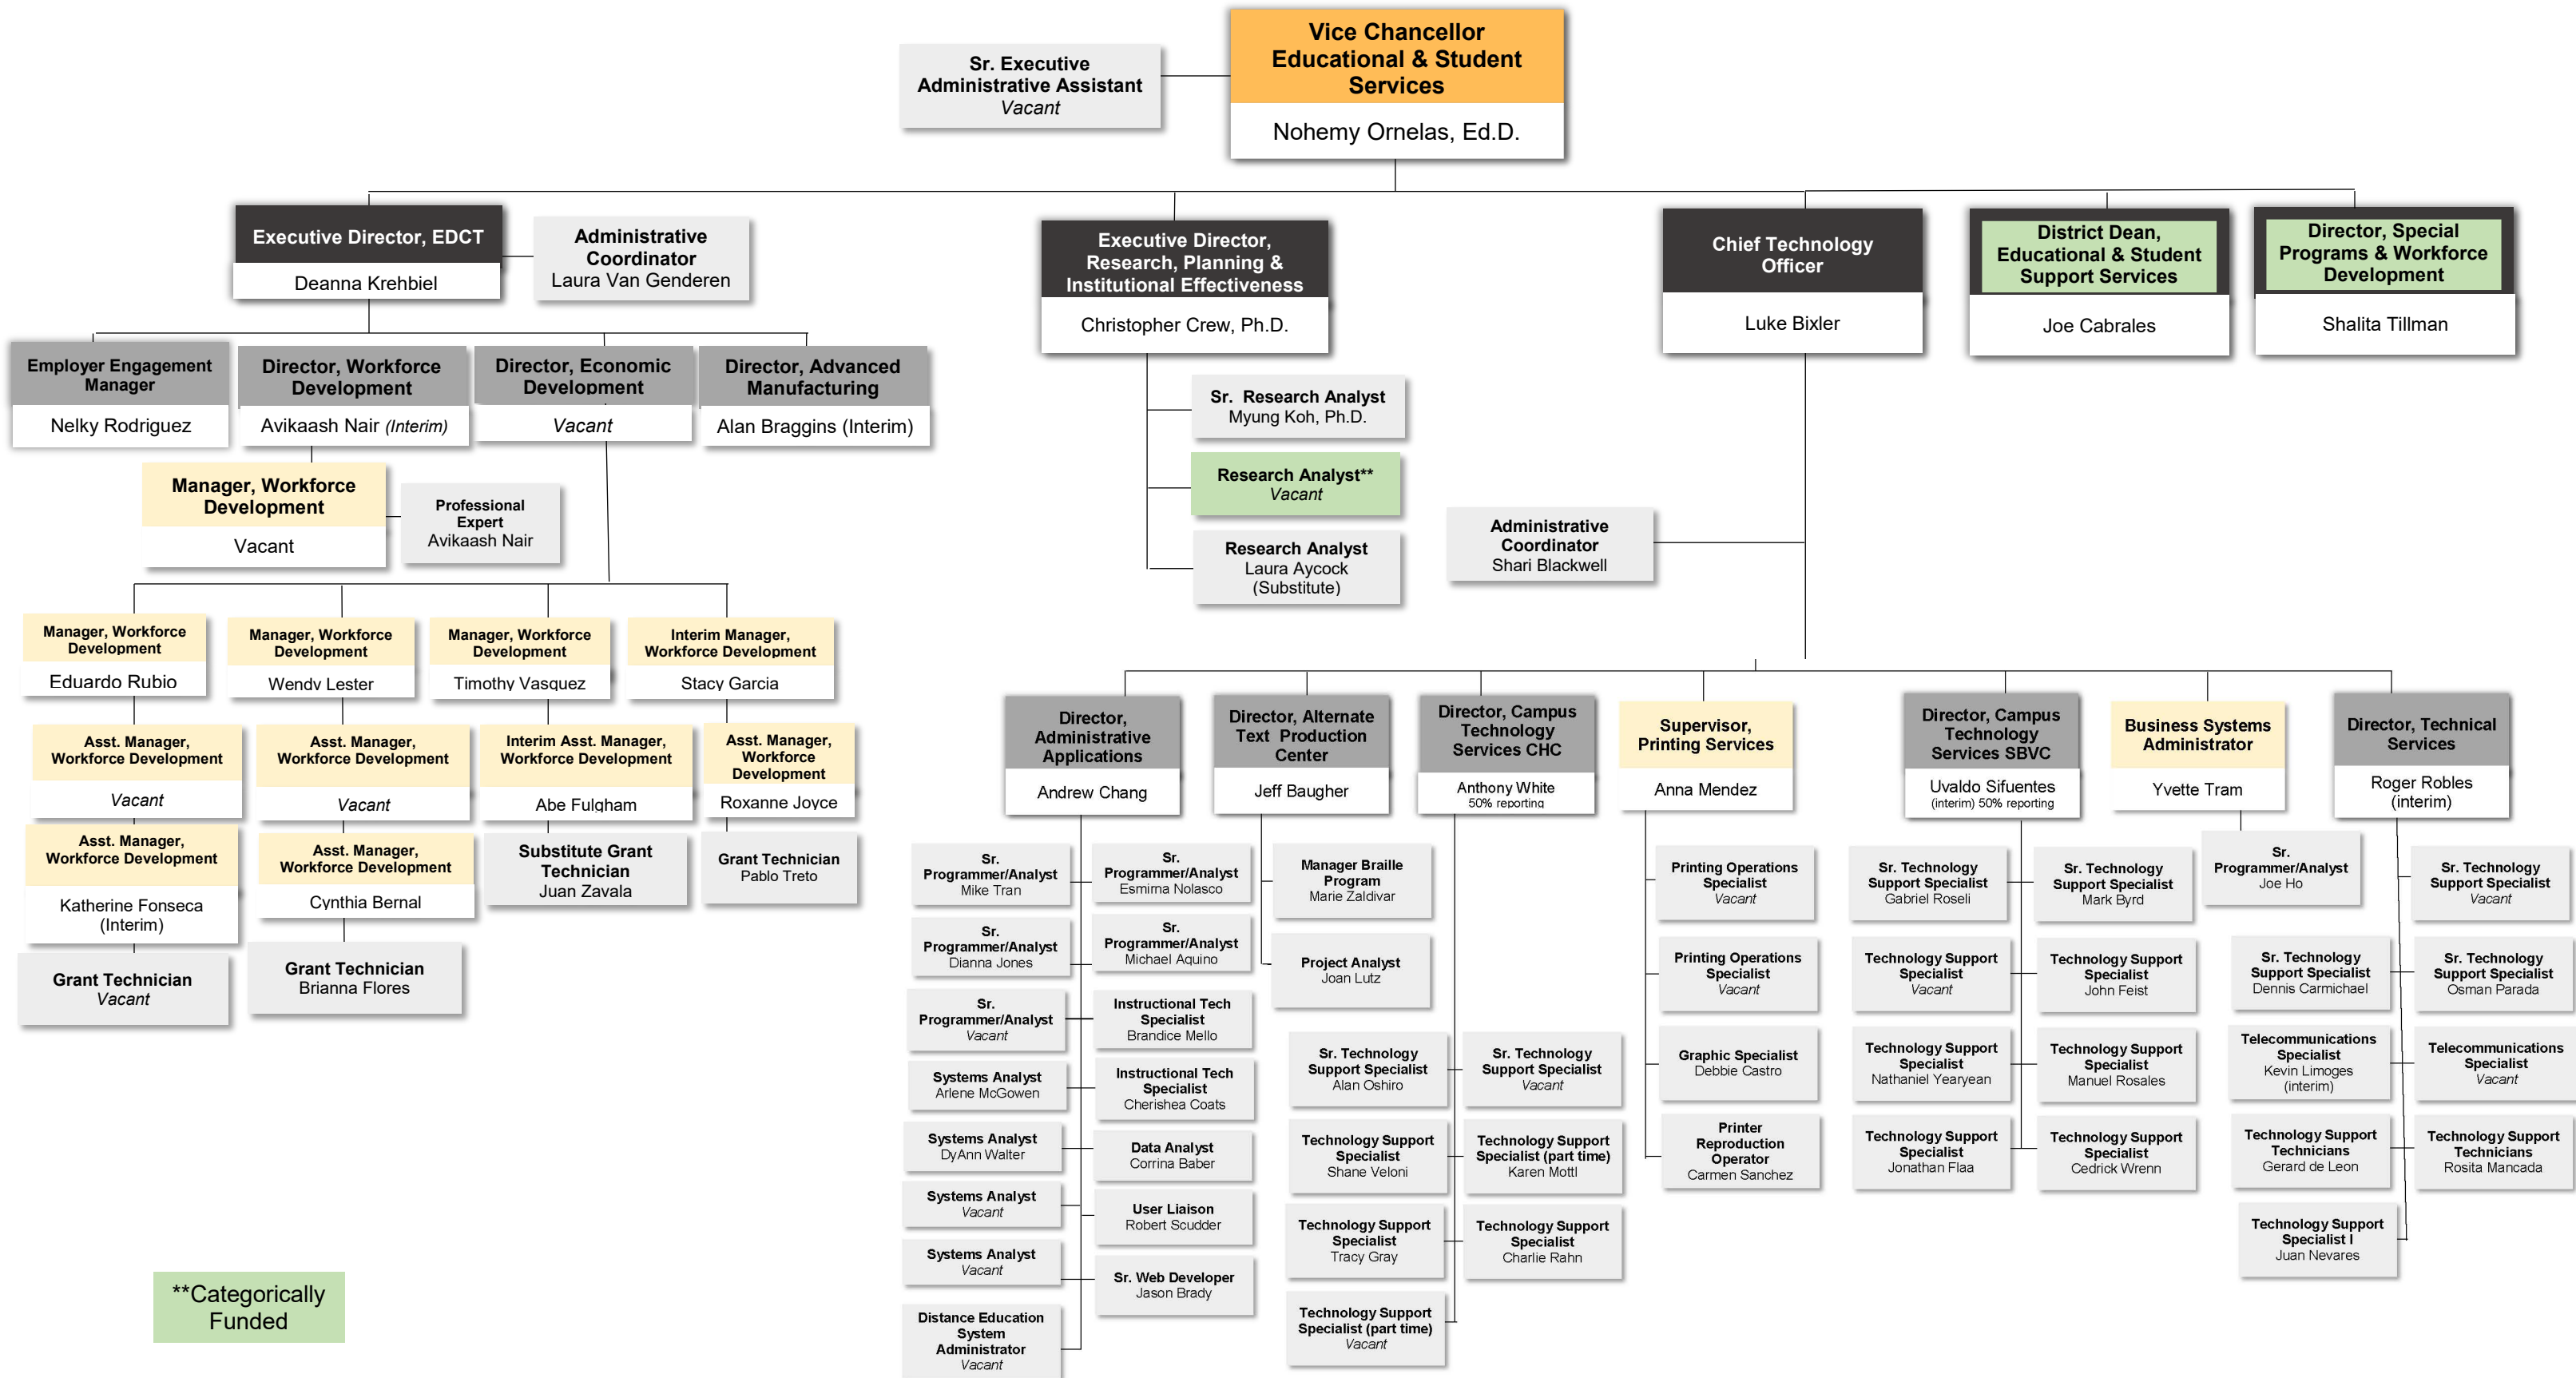 Vice Chancellor
Educational & Student
Services
Nohemy Ornelas, Ed.D.
Sr. Executive
Administrative Assistant
Vacant
Executive Director, EDCT
Deanna Krehbiel
Administrative
Coordinator
Laura Van Genderen
Executive Director,
Research, Planning &
Institutional Effectiveness
Christopher Crew, Ph.D.
Chief Technology
Officer
Luke Bixler
District Dean,
Educational & Student
Support Services
Joe Cabrales
Director, Special
Programs & Workforce
Development
Shalita Tillman
Employer Engagement
Manager
Nelky Rodriguez
Director, Workforce
Development
Avikaash Nair (Interim)
Director, Economic
Development
Vacant
Director, Advanced
Manufacturing
Alan Braggins (Interim)
Manager, Workforce
Development
Vacant
Professional
Expert
Avikaash Nair
Sr. Research Analyst
Myung Koh, Ph.D.
Research Analyst**
Vacant
Research Analyst
Laura Aycock
(Substitute)
Administrative
Coordinator
Shari Blackwell
Manager, Workforce
Development
Eduardo Rubio
Manager, Workforce
Development
Wendy Lester
Manager, Workforce
Development
Timothy Vasquez
Interim Manager,
Workforce Development
Stacy Garcia
Asst. Manager,
Workforce Development
Vacant
Asst. Manager,
Workforce Development
Vacant
Interim Asst. Manager,
Workforce Development
Abe Fulgham
Asst. Manager,
Workforce
Development
Roxanne Joyce
Asst. Manager,
Workforce Development
Katherine Fonseca
(Interim)
Asst. Manager,
Workforce Development
Cynthia Bernal
Substitute Grant
Technician
Juan Zavala
Grant Technician
Pablo Treto
Grant Technician
Vacant
Grant Technician
Brianna Flores
Director,
Administrative
Applications
Andrew Chang
Director, Alternate
Text Production
Center
Jeff Baugher
Director, Campus
Technology
Services CHC
Anthony White
50% reporting
Supervisor,
Printing Services
Anna Mendez
Director, Campus
Technology
Services SBVC
Uvaldo Sifuentes
(interim) 50% reporting
Business Systems
Administrator
Yvette Tram
Director, Technical
Services
Roger Robles
(interim)
Sr.
Programmer/Analyst
Mike Tran
Sr.
Programmer/Analyst
Esmirna Nolasco
Sr.
Programmer/Analyst
Dianna Jones
Sr.
Programmer/Analyst
Michael Aquino
Sr.
Programmer/Analyst
Vacant
Instructional Tech
Specialist
Brandice Mello
Systems Analyst
Arlene McGowen
Instructional Tech
Specialist
Cherishea Coats
Systems Analyst
DyAnn Walter
Data Analyst
Corrina Baber
Systems Analyst
Vacant
User Liaison
Robert Scudder
Systems Analyst
Vacant
Sr. Web Developer
Jason Brady
Distance Education
System
Administrator
Vacant
Manager Braille
Program
Marie Zaldivar
Project Analyst
Joan Lutz
Sr. Technology
Support Specialist
Alan Oshiro
Sr. Technology
Support Specialist
Vacant
Technology Support
Specialist
Shane Veloni
Technology Support
Specialist (part time)
Karen Mottl
Technology Support
Specialist
Tracy Gray
Technology Support
Specialist
Charlie Rahn
Technology Support
Specialist (part time)
Vacant
Printing Operations
Specialist
Vacant
Printing Operations
Specialist
Vacant
Graphic Specialist
Debbie Castro
Printer
Reproduction
Operator
Carmen Sanchez
Sr. Technology
Support Specialist
Gabriel Roseli
Sr. Technology
Support Specialist
Mark Byrd
Technology Support
Specialist
Vacant
Technology Support
Specialist
John Feist
Technology Support
Specialist
Nathaniel Yearyean
Technology Support
Specialist
Manuel Rosales
Technology Support
Specialist
Jonathan Flaa
Technology Support
Specialist
Cedrick Wrenn
Sr.
Programmer/Analyst
Joe Ho
Sr. Technology
Support Specialist
Vacant
Sr. Technology
Support Specialist
Dennis Carmichael
Sr. Technology
Support Specialist
Osman Parada
Telecommunications
Specialist
Kevin Limoges
(interim)
Telecommunications
Specialist
Vacant
Technology Support
Technicians
Gerard de Leon
Technology Support
Technicians
Rosita Mancada
Technology Support
Specialist I
Juan Nevares
**Categorically
Funded